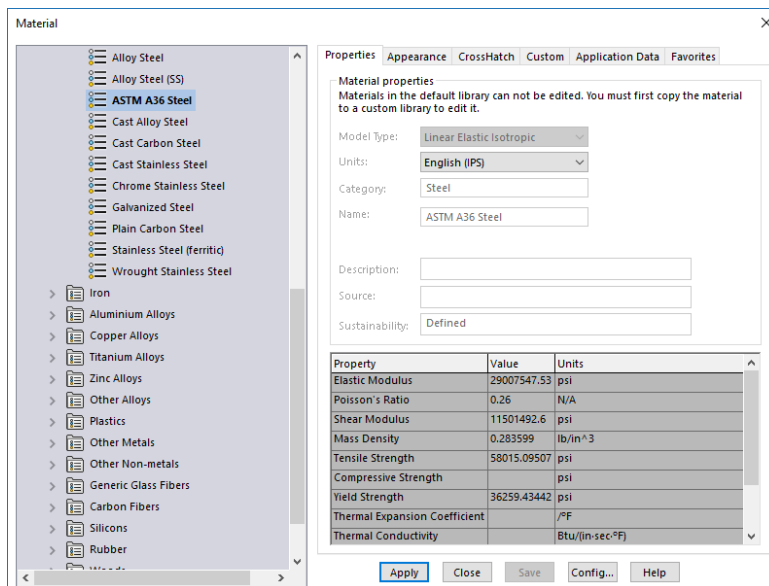 Material
Alloy Steel
Alloy Steel (SS)
ASTM A36 Steel
Cast Alloy Steel
Cast Carbon Steel
Cast Stainless Steel
Chrome Stainless Steel
Galvanized Steel
Plain Carbon Steel
Stainless Steel (ferritic)
Wrought Stainless Steel
Iron
Aluminium Alloys
Copper Alloys
Titanium Alloys
Zinc Alloys
Other Alloys
Plastics
Other Metals
Other Non-metals
Generic Glass Fibers
Carbon Fibers
Silicons
Rubber
Properties Appearance CrossHatch Custom Application Data Favorites
Material properties
Materials in the default library can not be edited. You must first copy the material
to a custom library to edit it.
Model Type: Linear Elastic Isotropic
Units: English (IPS)
Category: Steel
Name: ASTM A36 Steel
Description:
Source:
Sustainability: Defined
Property Value Units
Elastic Modulus 29007547.53 psi
Poisson's Ratio 0.26 N/A
Shear Modulus 11501492.6 psi
Mass Density 0.283599 lb/in^3
Tensile Strength 58015.09507 psi
Compressive Strength psi
Yield Strength 36259.43442 psi
Thermal Expansion Coefficient /°F
Thermal Conductivity Btu/(in·sec·°F)
Apply Close Save Config... Help